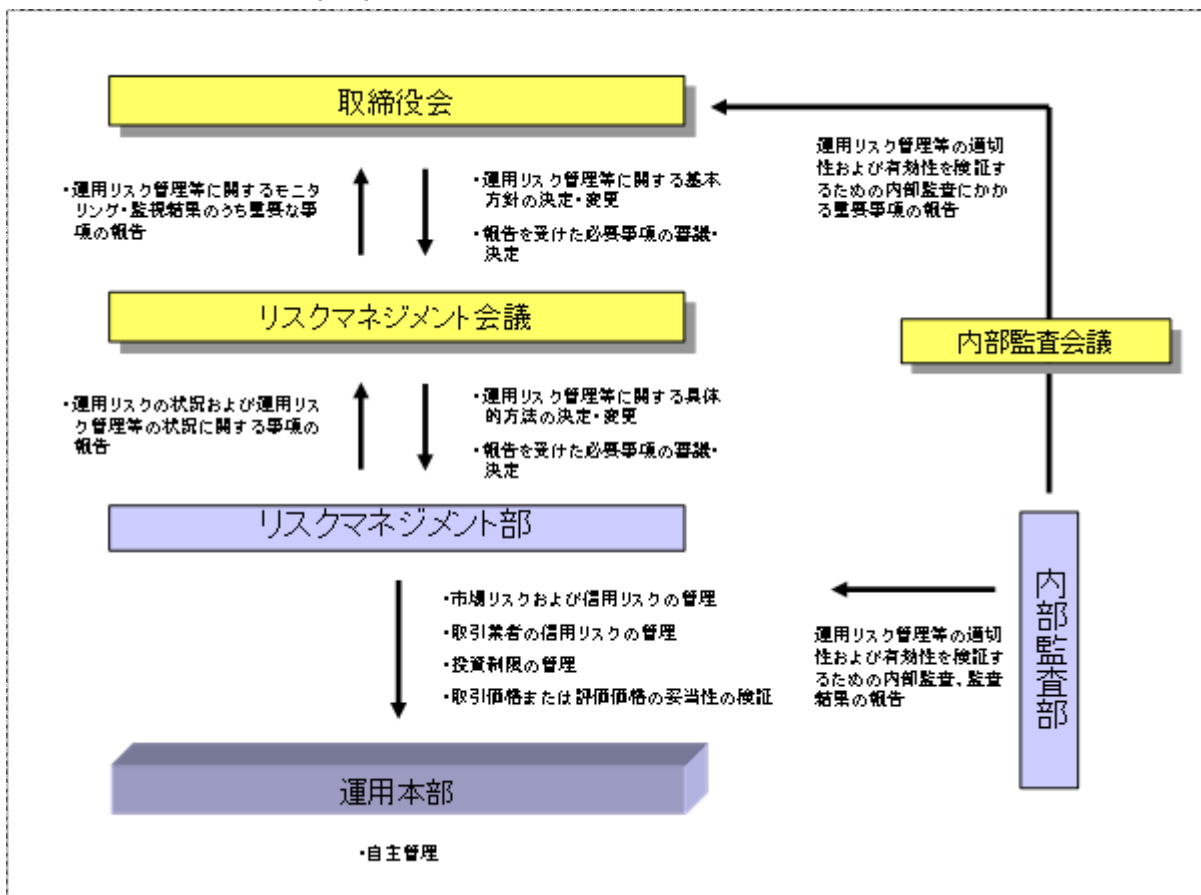 取締役会
・運用リスク管理等に関するモニ
タリング・監視結果のうち重要な事
項の報告
・運用リスク管理等に関する基本
方針の決定・変更
・報告を受けた必要事項の審議・
決定
運用リスク管理等の適切
性および有効性を検証す
るための内部監査にかか
る重要事項の報告
リスクマネジメント会議
内部監査会議
・運用リスクの状況および運用リス
ク管理等の状況に関する事項の
報告
・運用リスク管理等に関する具体
的方法の決定・変更
・報告を受けた必要事項の審議・
決定
リスクマネジメント部
・市場リスクおよび信用リスクの管理
・取引業者の信用リスクの管理
・投資制限の管理
・取引価格または評価価格の妥当性の検証
運用リスク管理等の適切
性および有効性を検証す
るための内部監査、監査
結果の報告
内部監査部
運用本部
・自主管理